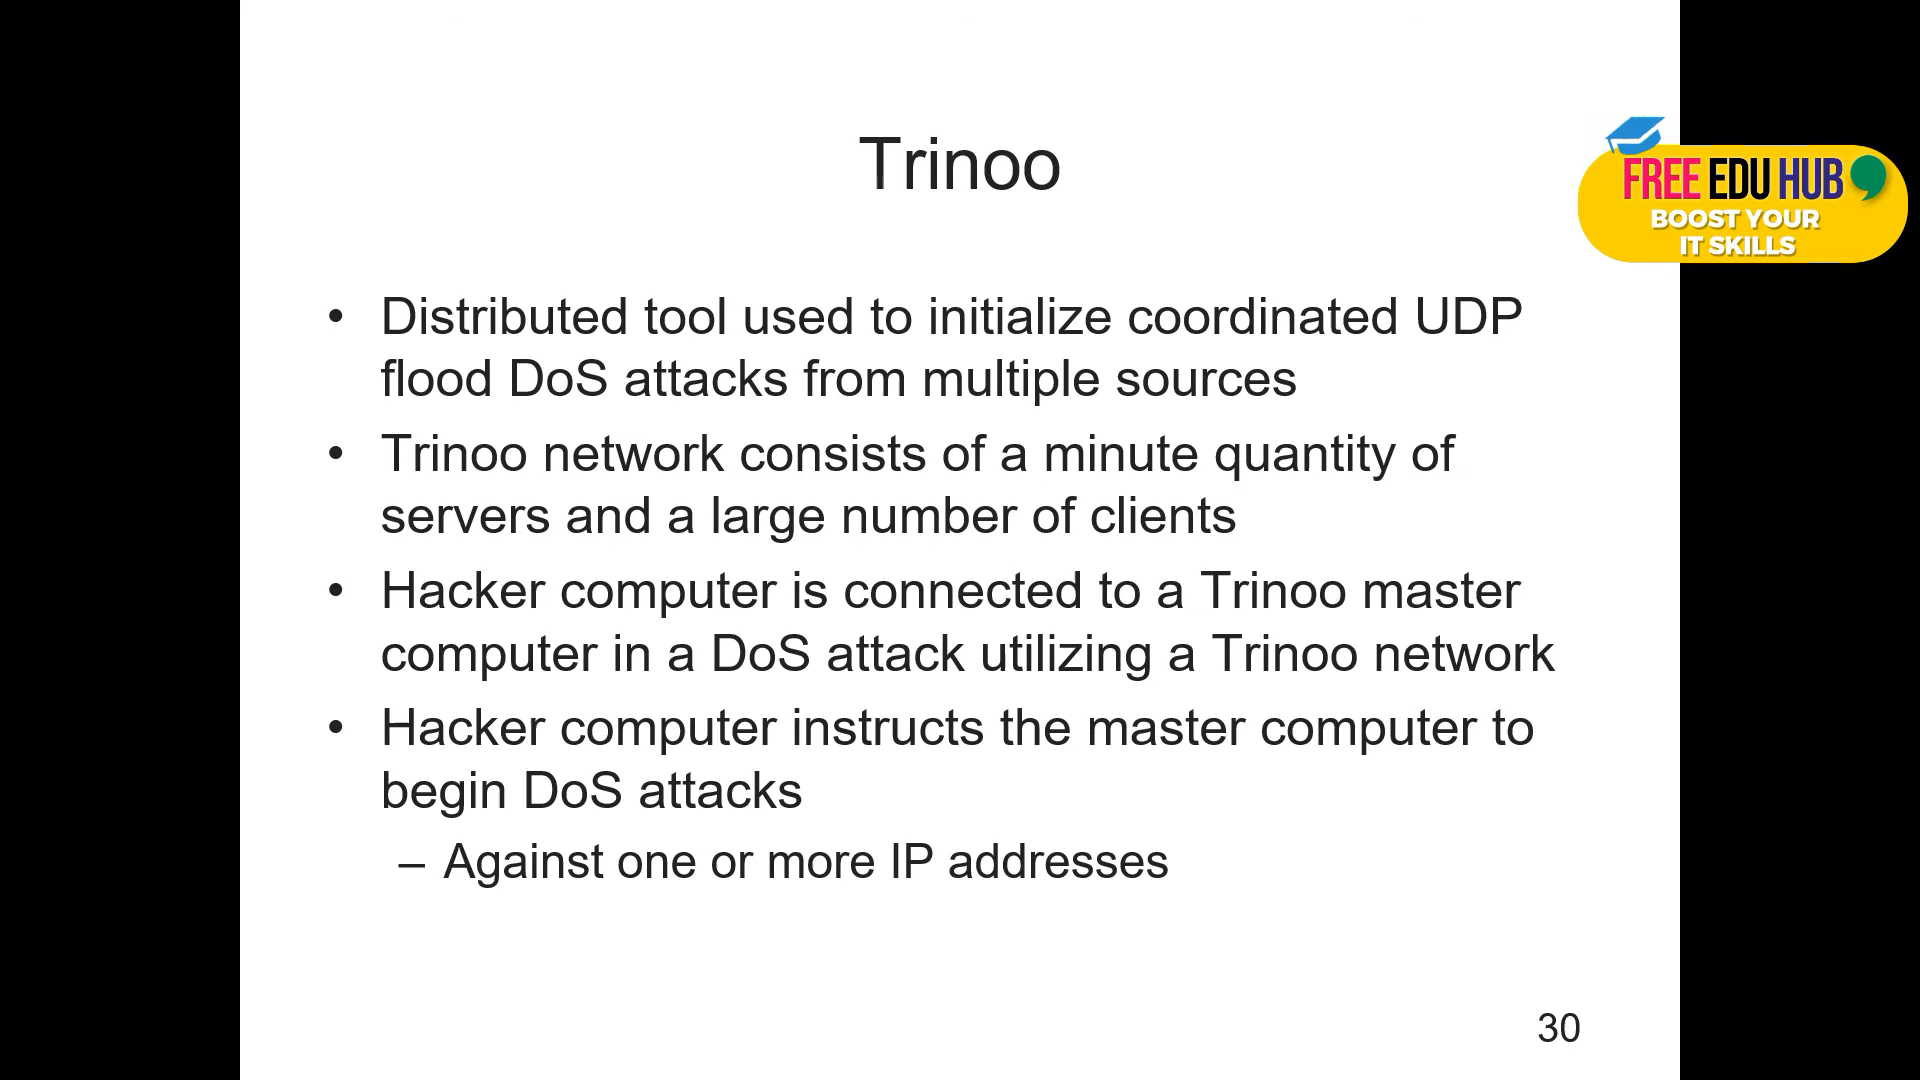 Trinoo
FREE EDU HUB
BOOST YOUR
IT SKILLS
• Distributed tool used to initialize coordinated UDP
flood DoS attacks from multiple sources
• Trinoo network consists of a minute quantity of
servers and a large number of clients
• Hacker computer is connected to a Trinoo master
computer in a DoS attack utilizing a Trinoo network
• Hacker computer instructs the master computer to
begin DoS attacks
– Against one or more IP addresses
30